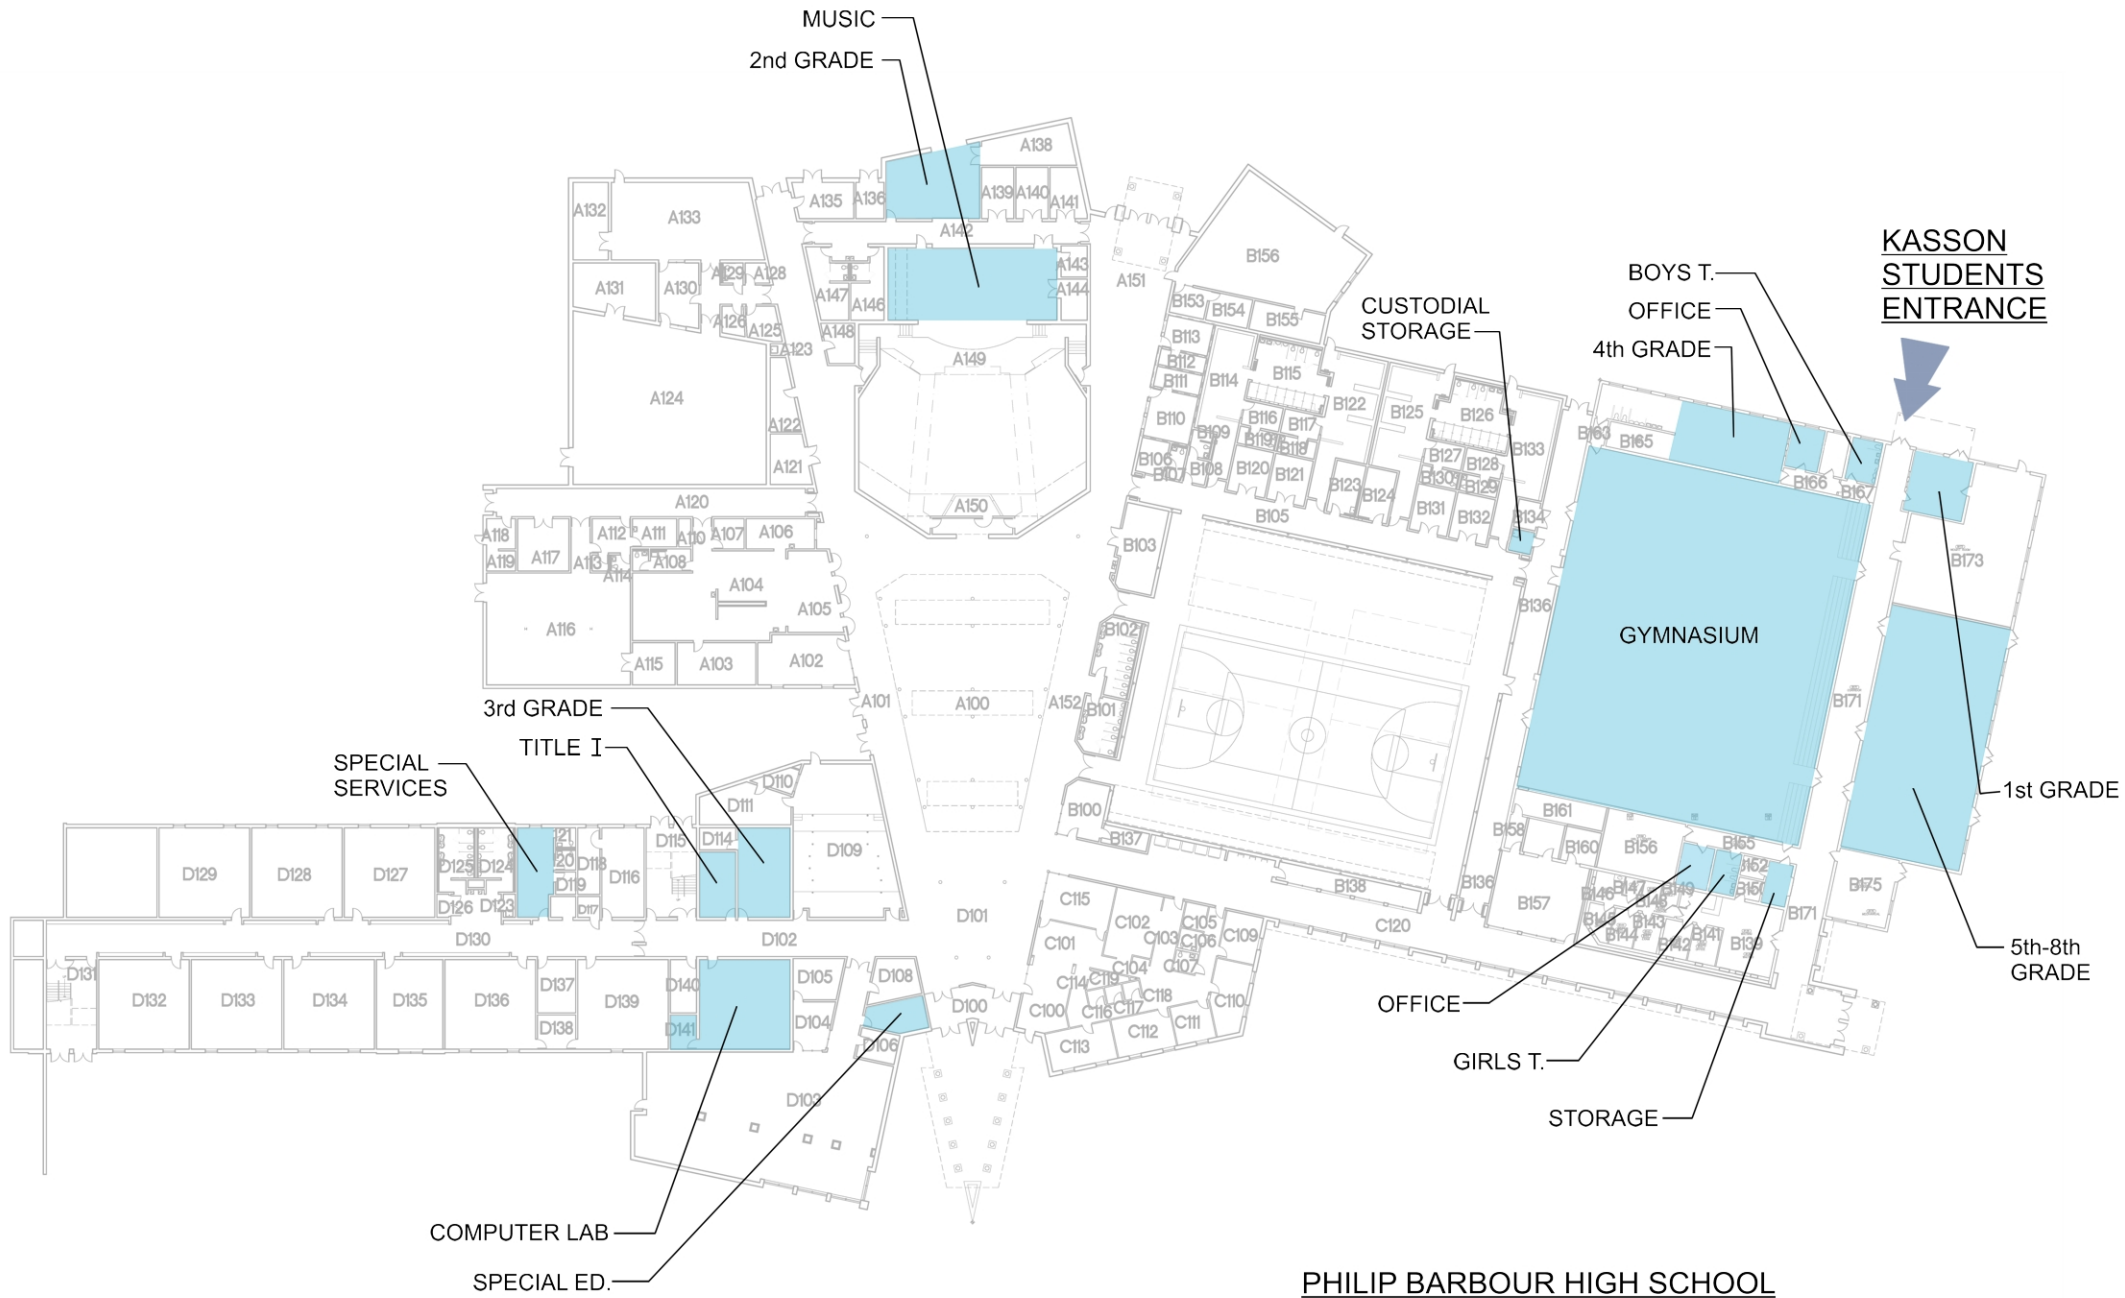 MUSIC
2nd GRADE
KASSON
STUDENTS
ENTRANCE
BOYS T.
OFFICE
4th GRADE
CUSTODIAL
STORAGE
A138
A132
A133
A135
A136
A139
A140
A141
A142
A151
B156
A131
A130
A129
A128
A126
A125
A123
A147
A146
A148
A143
A144
A149
A124
A122
A121
A120
A150
B153
B154
B155
B113
B112
B111
B110
B114
B115
B109
B116
B117
B118
B106
B107
B108
B120
B121
B122
B123
B124
B125
B126
B127
B128
B129
B130
B131
B132
B133
B134
B163
B165
B166
B167
B173
B105
B103
A118
A119
A117
A112
A113
A114
A111
A110
A107
A106
A108
A104
A105
A116
A115
A103
A102
B102
B101
B136
GYMNASIUM
A101
A100
A152
B171
3rd GRADE
TITLE I
SPECIAL
SERVICES
1st GRADE
D110
D111
D114
D109
D115
B100
B137
B161
B158
B160
B156
B155
D129
D128
D127
D125
D124
D126
D123
D119
D118
D117
D116
B138
B136
B157
B146
B147
B149
B148
B143
B144
B142
B141
B139
B171
B175
D101
C115
C102
C101
C105
C106
C103
C109
C120
D130
D102
5th-8th
GRADE
D131
D132
D133
D134
D135
D136
D137
D138
D139
D140
D141
D105
D104
D108
D106
D100
C104
C107
C114
C119
C118
C100
C116
C117
C110
C111
C112
C113
OFFICE
GIRLS T.
STORAGE
D103
COMPUTER LAB
SPECIAL ED.
PHILIP BARBOUR HIGH SCHOOL